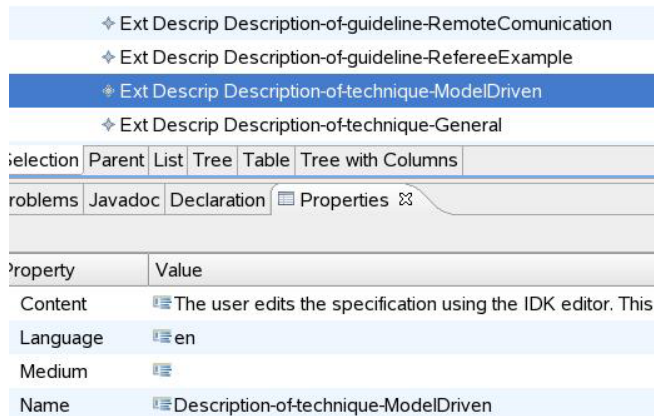 Ext Descrip Description-of-guideline-RemoteComunication
Ext Descrip Description-of-guideline-RefereeExample
Ext Descrip Description-of-technique-ModelDriven
Ext Descrip Description-of-technique-General
Selection Parent List Tree Table Tree with Columns
roblems Javadoc Declaration Properties
Property Value
Content The user edits the specification using the IDK editor. This
Language en
Medium
Name Description-of-technique-ModelDriven